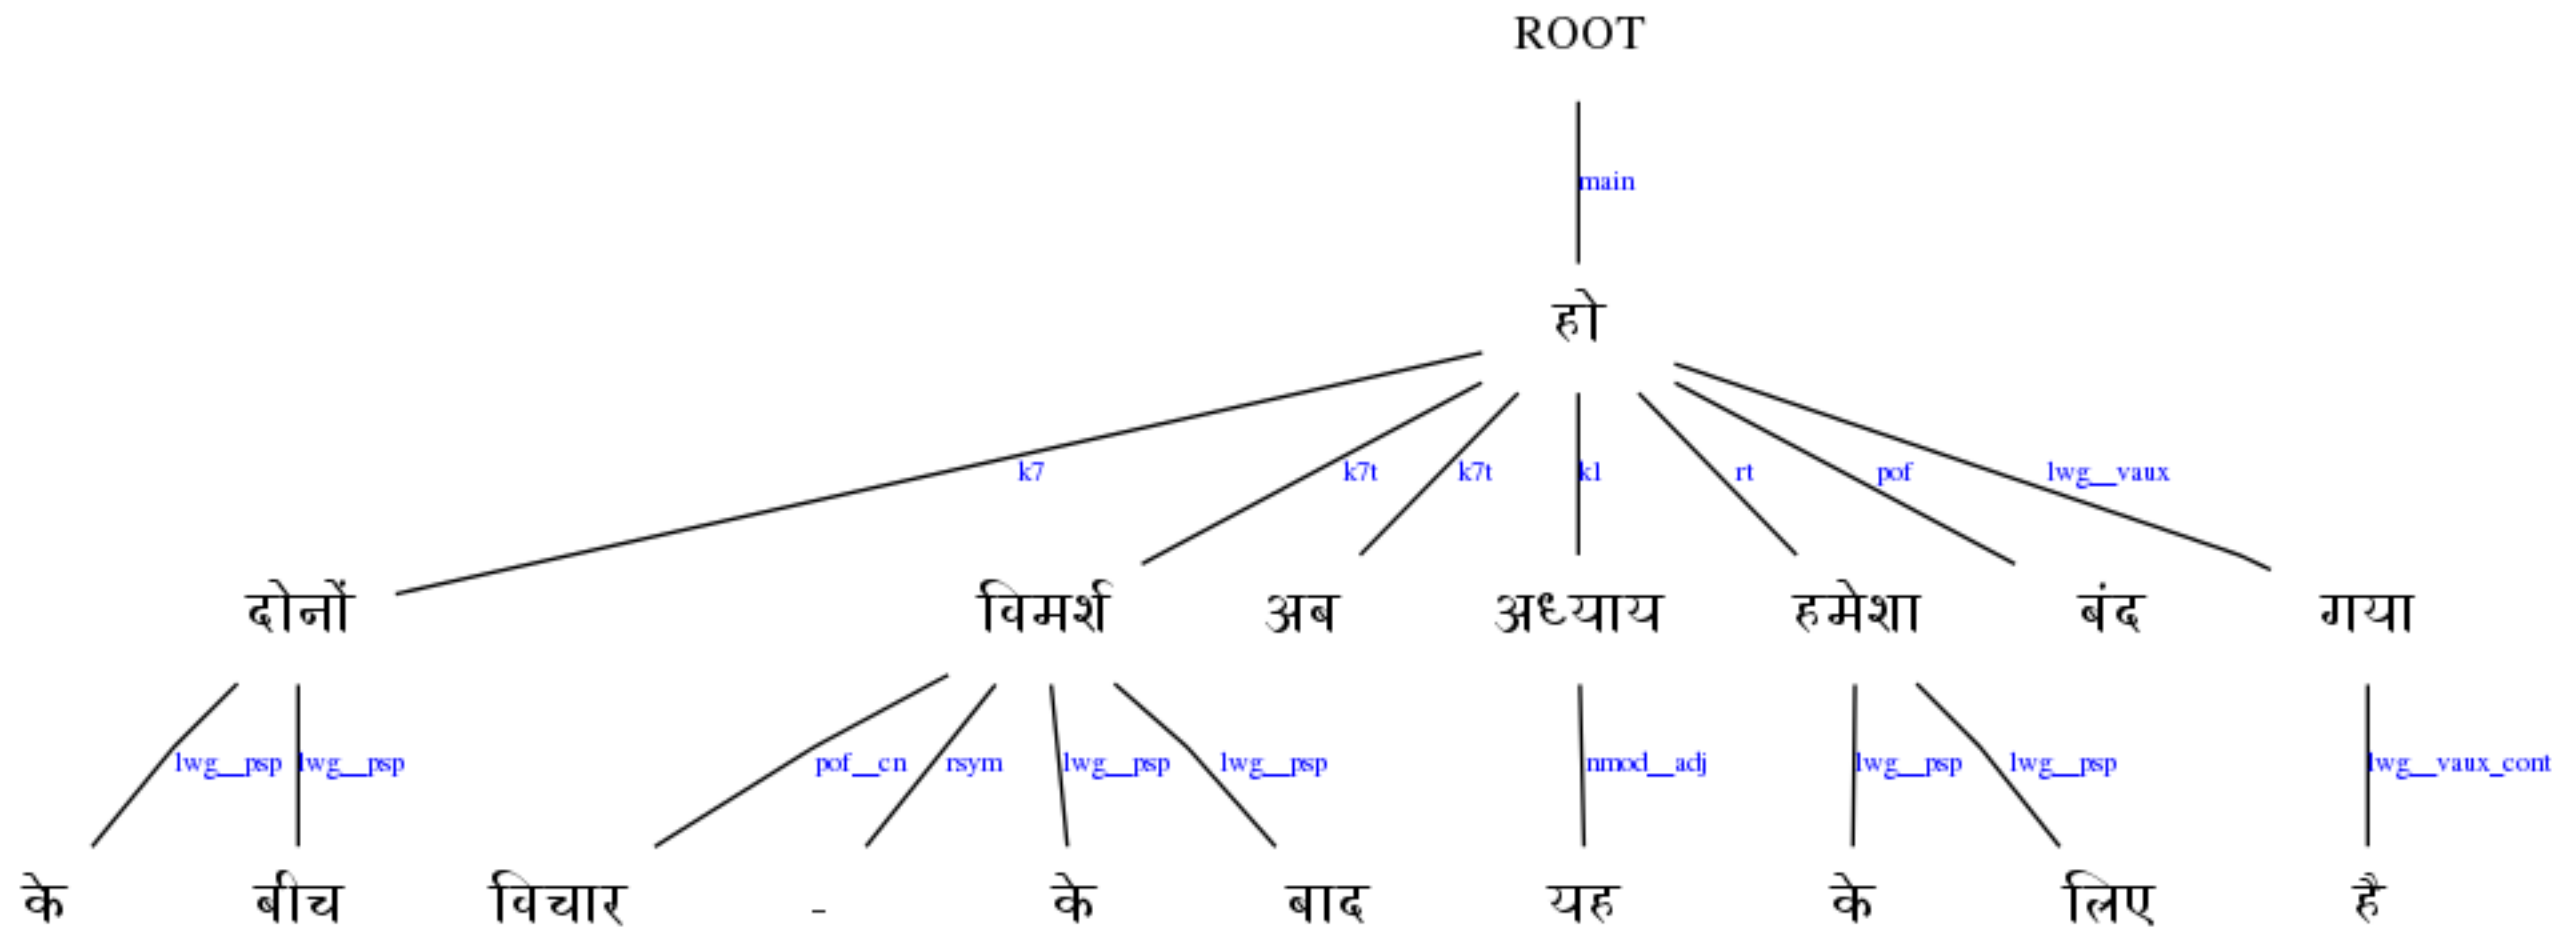 ROOT
main
हो
k7 k7t k7t k1 rt pof lwg__vaux
दोनों विमर्श अब अध्याय हमेशा बंद गया
lwg__psp lwg__psp pof__cn rsym lwg__psp lwg__psp nmod__adj lwg__psp lwg__psp lwg__vaux_cont
के बीच विचार - के बाद यह के लिए है